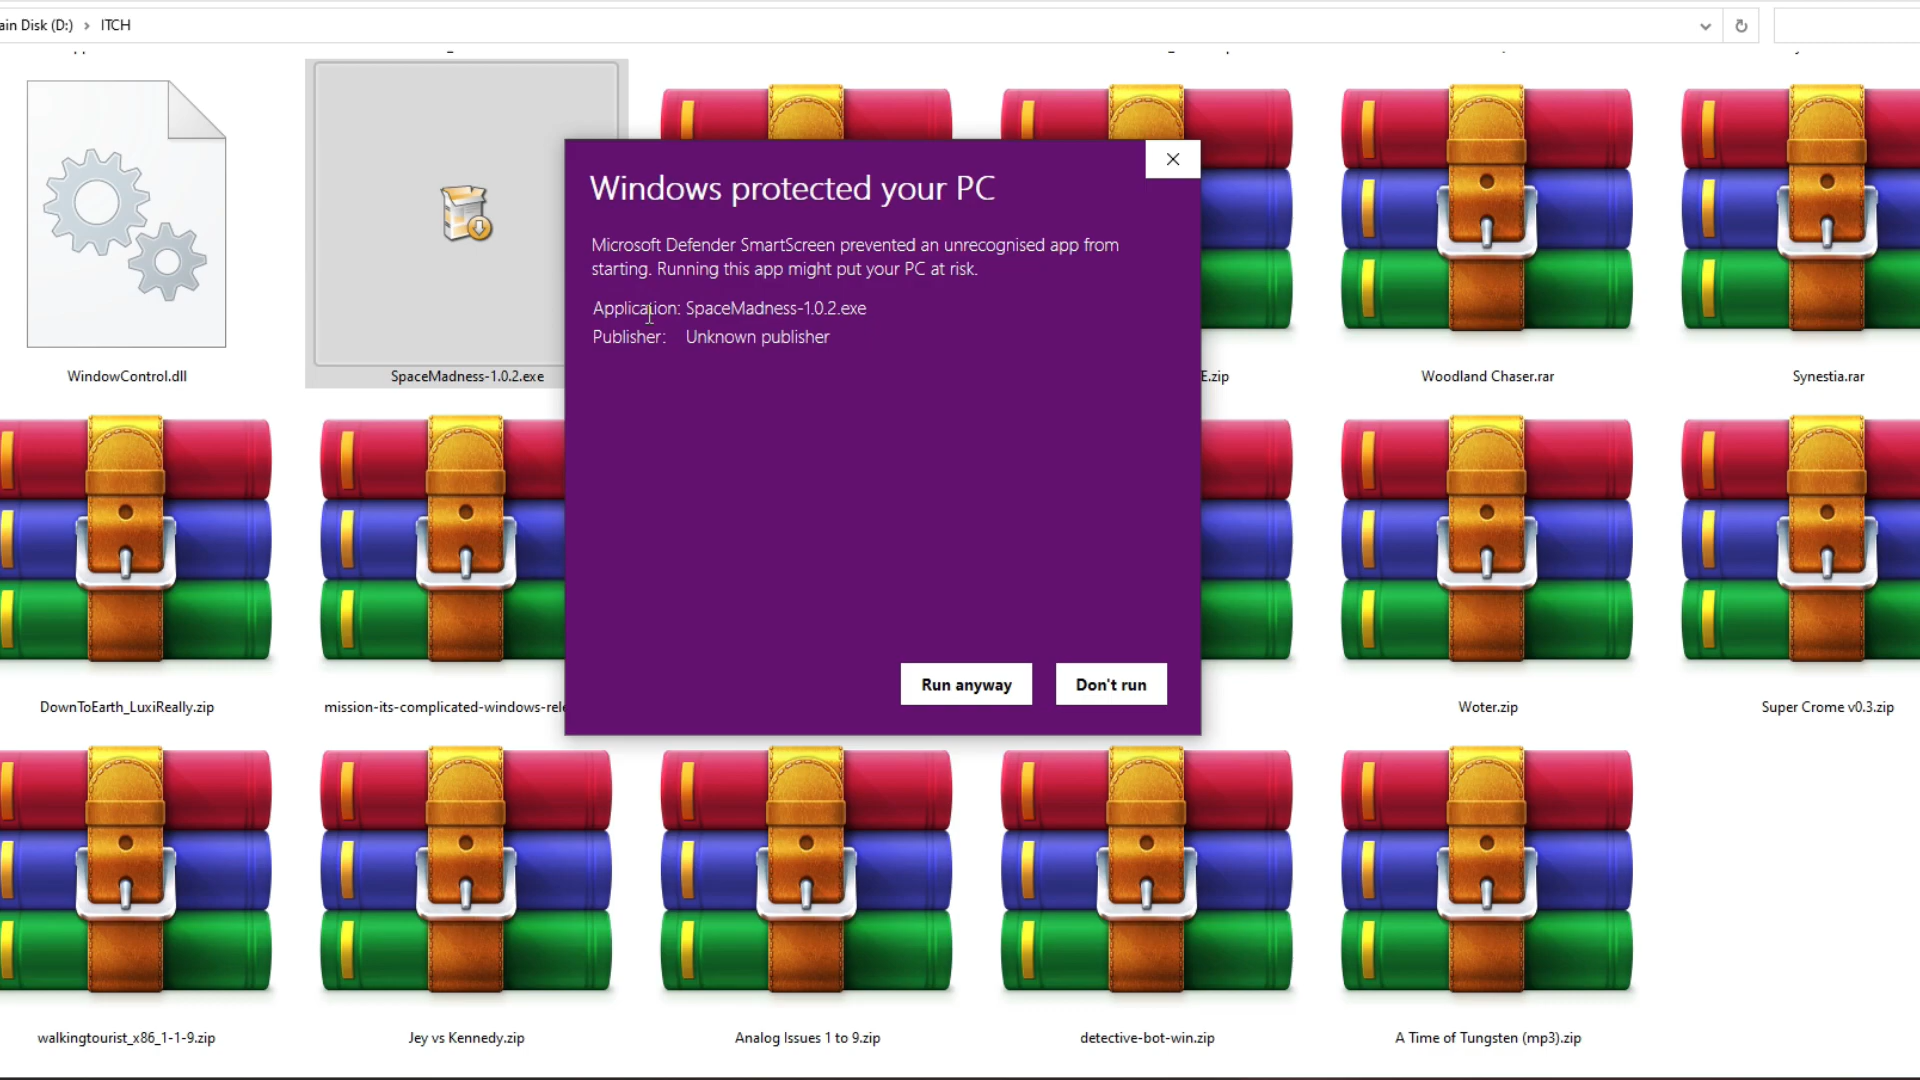 ain Disk (D:) > ITCH
Windows protected your PC
Microsoft Defender SmartScreen prevented an unrecognised app from
starting. Running this app might put your PC at risk.
Application: SpaceMadness-1.0.2.exe
Publisher: Unknown publisher
Run anyway
Don't run
WindowControl.dll
SpaceMadness-1.0.2.exe
E.zip
Woodland Chaser.rar
Synestia.rar
DownToEarth_LuxiReally.zip
mission-its-complicated-windows-rele
Woter.zip
Super Crome v0.3.zip
walkingtourist_x86_1-1-9.zip
Jey vs Kennedy.zip
Analog Issues 1 to 9.zip
detective-bot-win.zip
A Time of Tungsten (mp3).zip